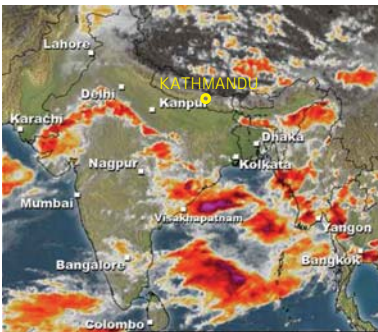 Lahore
KATHMANDU
Delhi
Kanpur
Karachi
Dhaka
Kolkata
Nagpur
Mumbai
Visakhapatnam
Yangon
Bangkok
Bangalore
Colombo